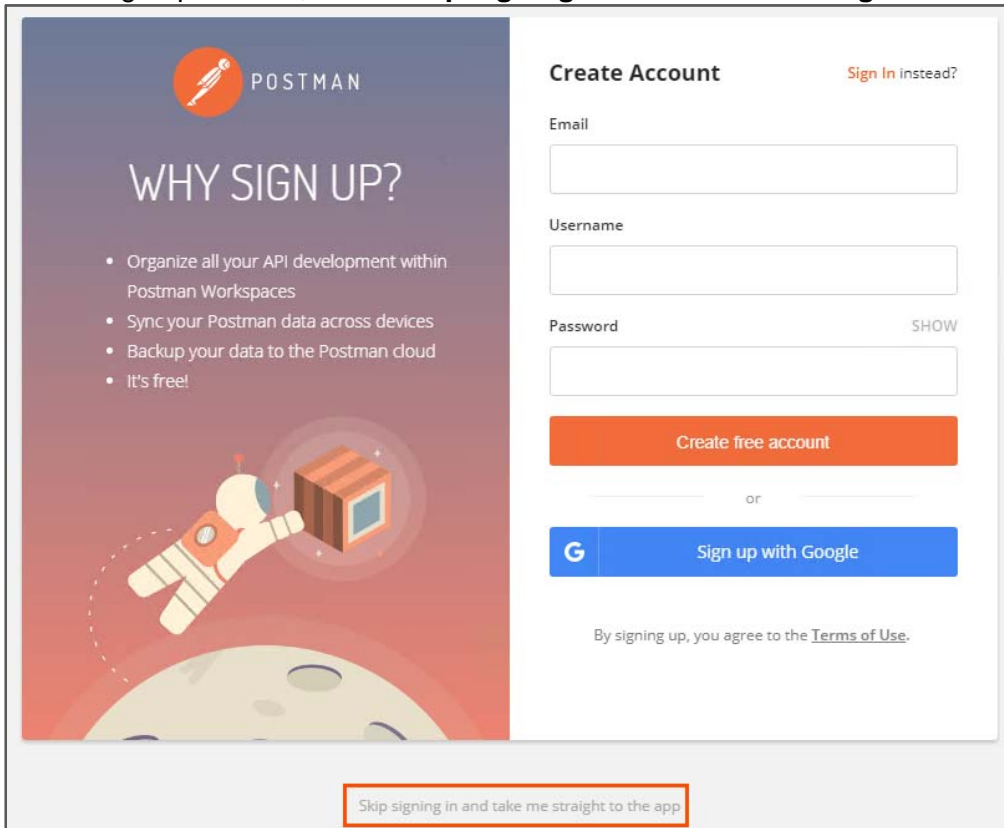 POSTMAN
WHY SIGN UP?
• Organize all your API development within
Postman Workspaces
• Sync your Postman data across devices
• Backup your data to the Postman cloud
• It's free!
Create Account
Sign In instead?
Email
Username
Password
SHOW
Create free account
or
G
Sign up with Google
By signing up, you agree to the Terms of Use.
Skip signing in and take me straight to the app